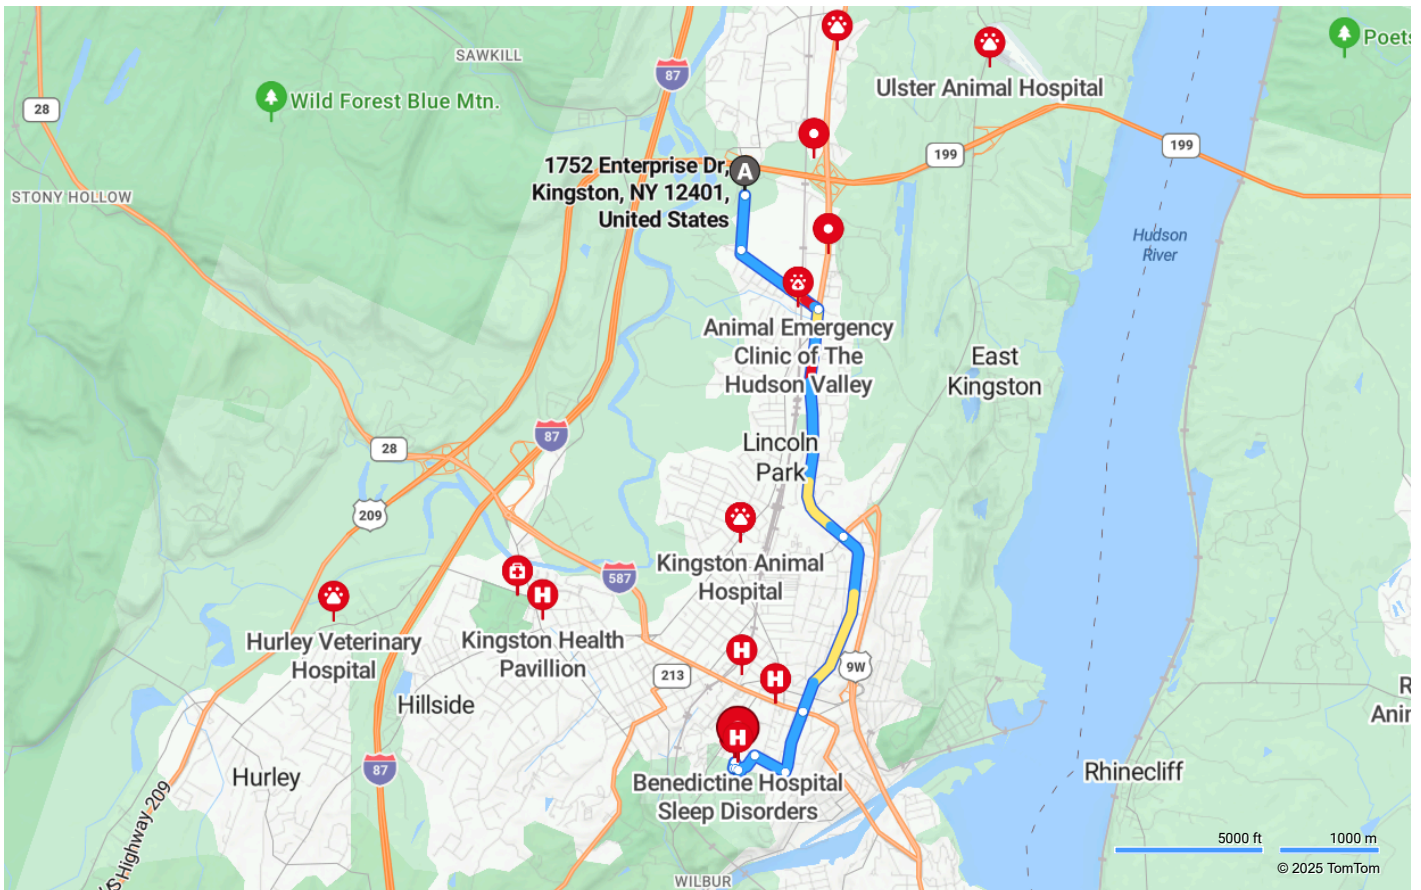 SAWKILL
87
28
Wild Forest Blue Mtn.
Ulster Animal Hospital
Poets
199
199
1752 Enterprise Dr,
Kingston, NY 12401,
United States
A
STONY HOLLOW
Hudson
River
Animal Emergency
Clinic of The
Hudson Valley
East
Kingston
28
87
Lincoln
Park
209
Kingston Animal
Hospital
587
H
Hurley Veterinary
Hospital
Kingston Health
Pavillion
H
H
213
9W
Hillside
R
Anin
H
Hurley
87
Benedictine Hospital
Sleep Disorders
Rhinecliff
US Highway 209
5000 ft
1000 m
© 2025 TomTom
WILBUR